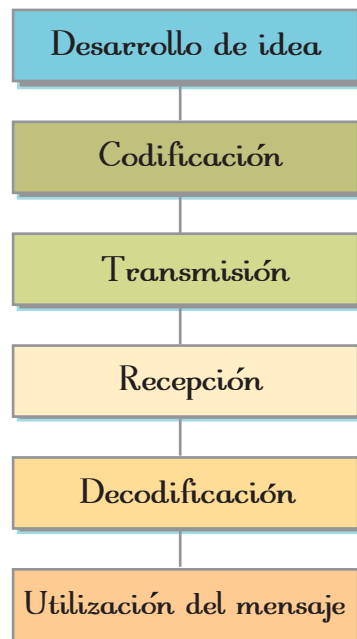 Desarrollo de idea
Codificación
Transmisión
Recepción
Decodificación
Utilización del mensaje